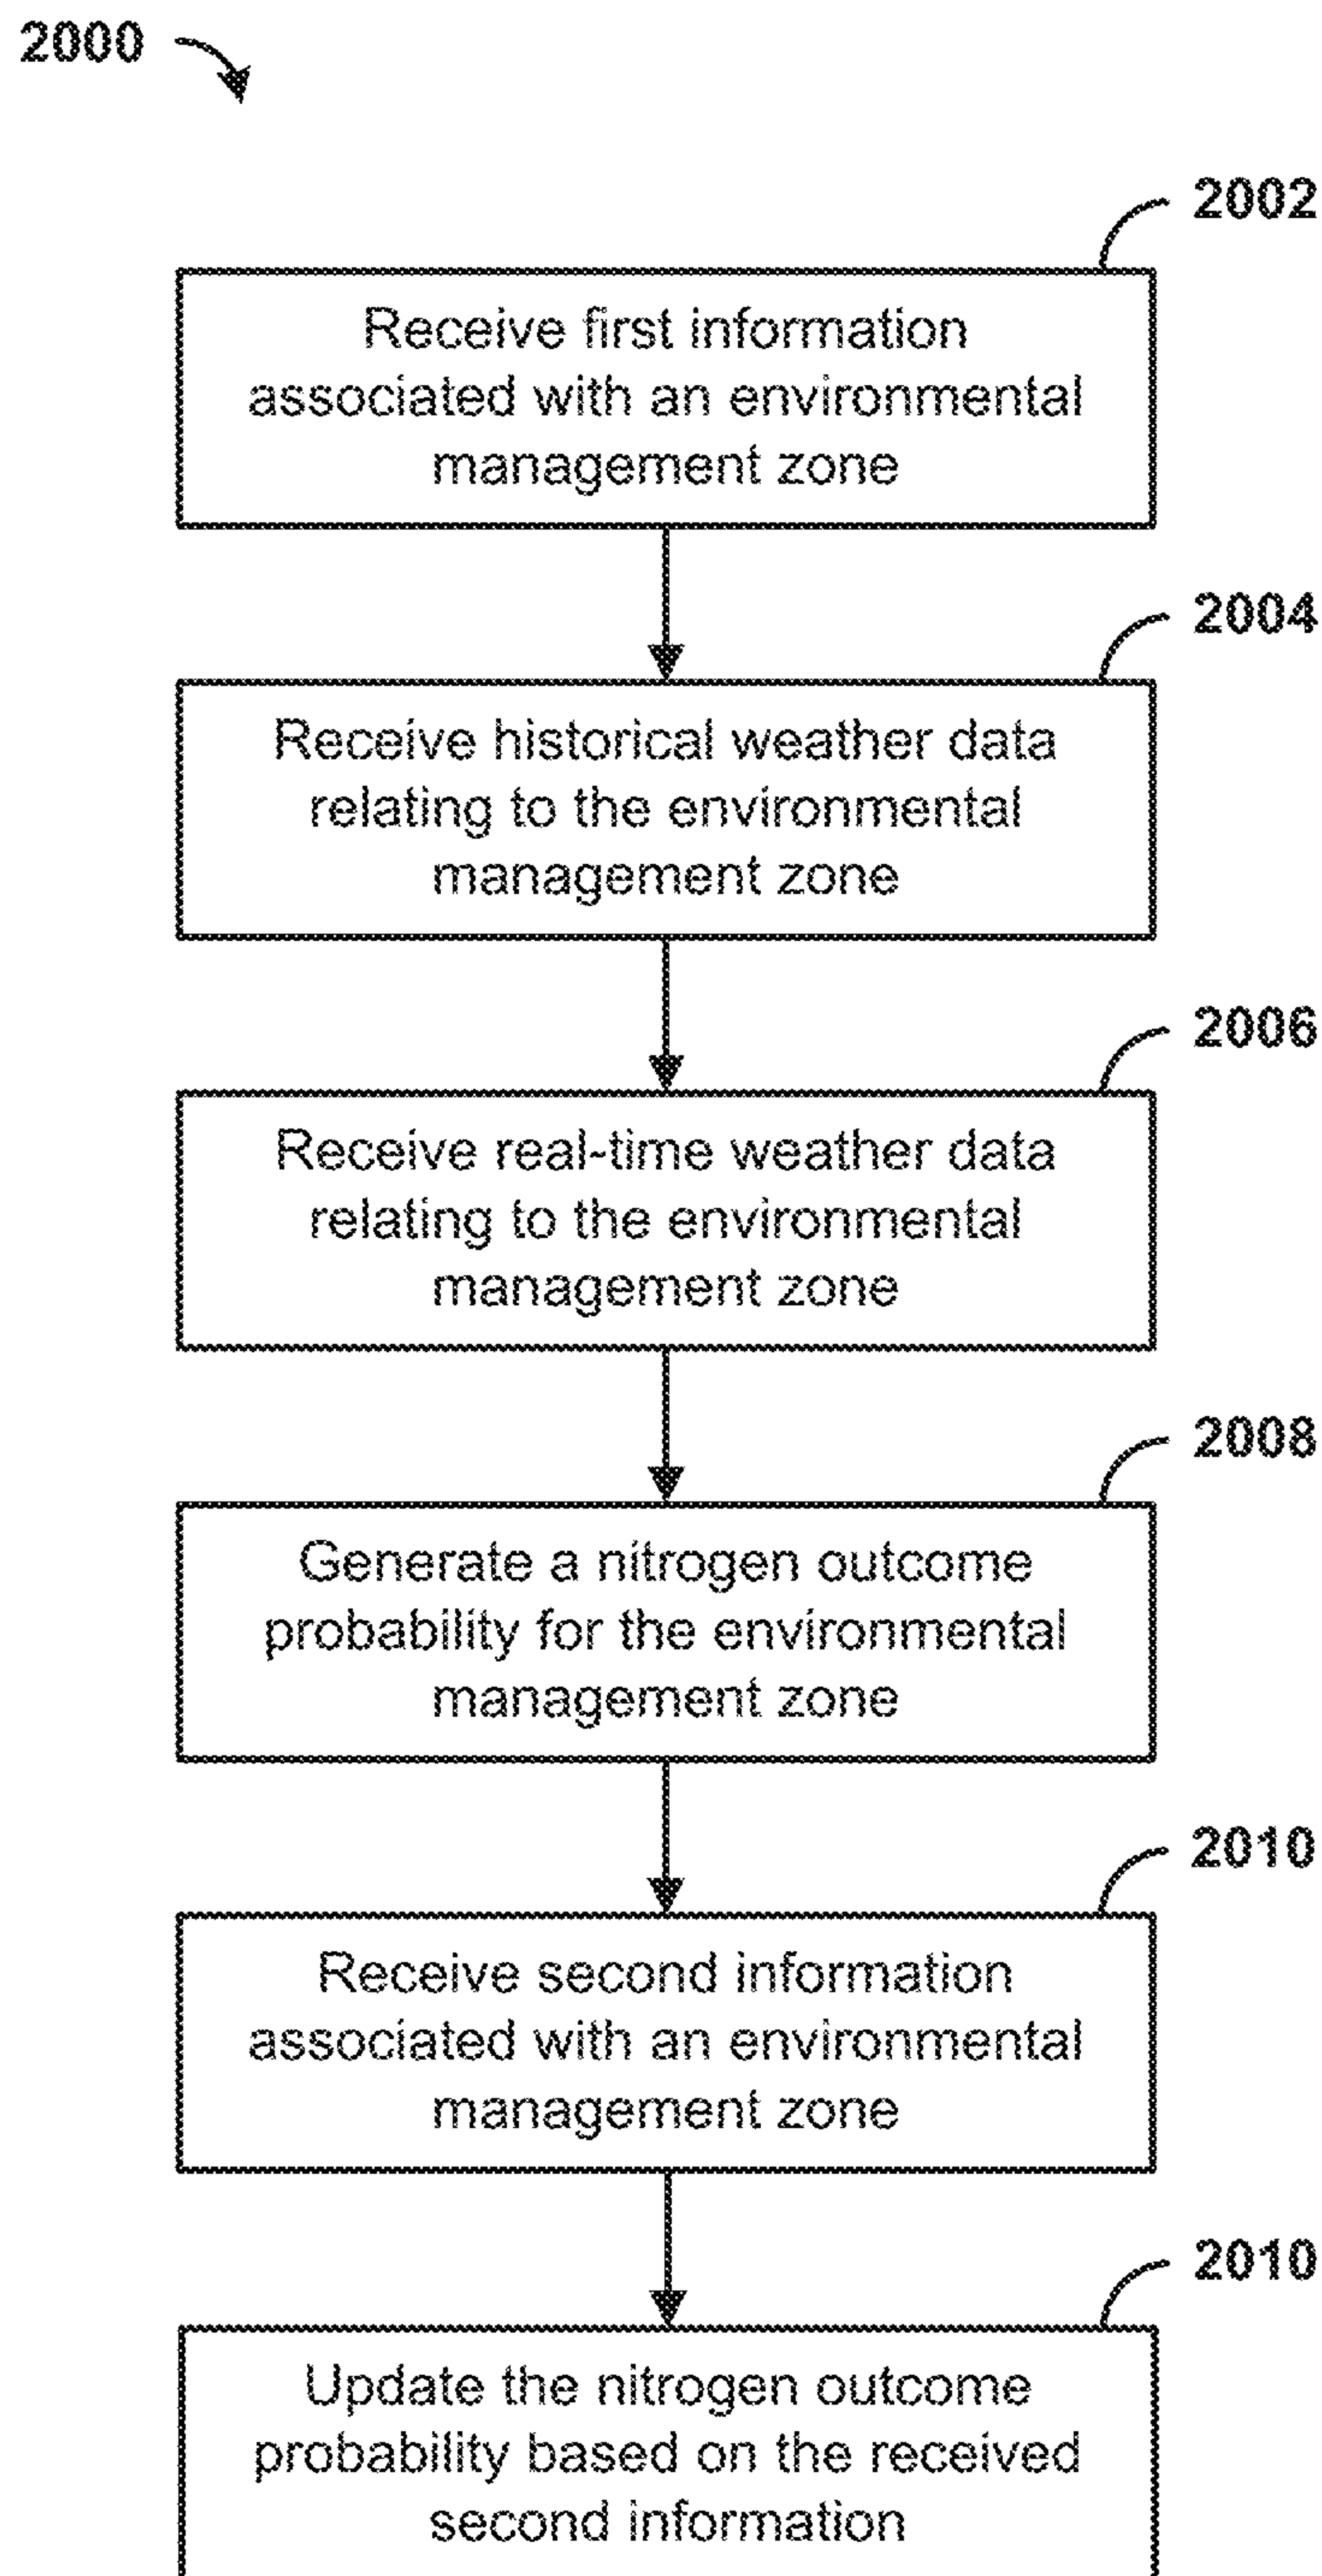 2000
2002
Receive first information
associated with an environmental
management zone
2004
Receive historical weather data
relating to the environmental
management zone
2006
Receive real-time weather data
relating to the environmental
management zone
2008
Generate a nitrogen outcome
probability for the environmental
management zone
2010
Receive second information
associated with an environmental
management zone
2010
Update the nitrogen outcome
probability based on the received
second information